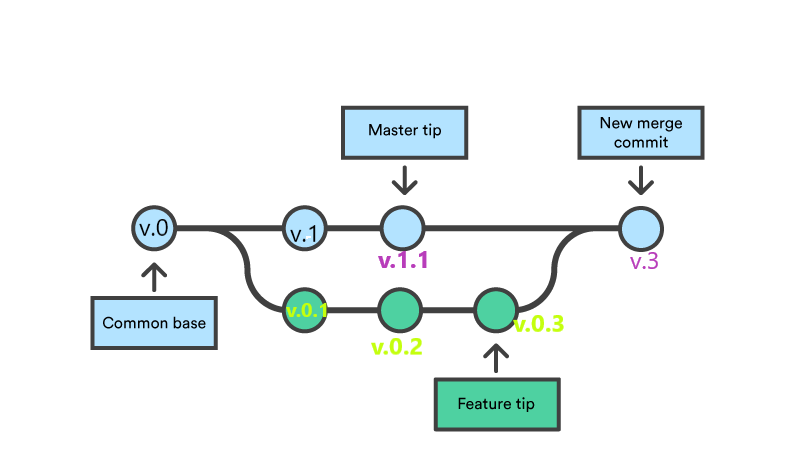 Master tip
New merge
commit
v.0
v.1
v.1.1
v.3
Common base
v.0.1
v.0.2
v.0.3
Feature tip